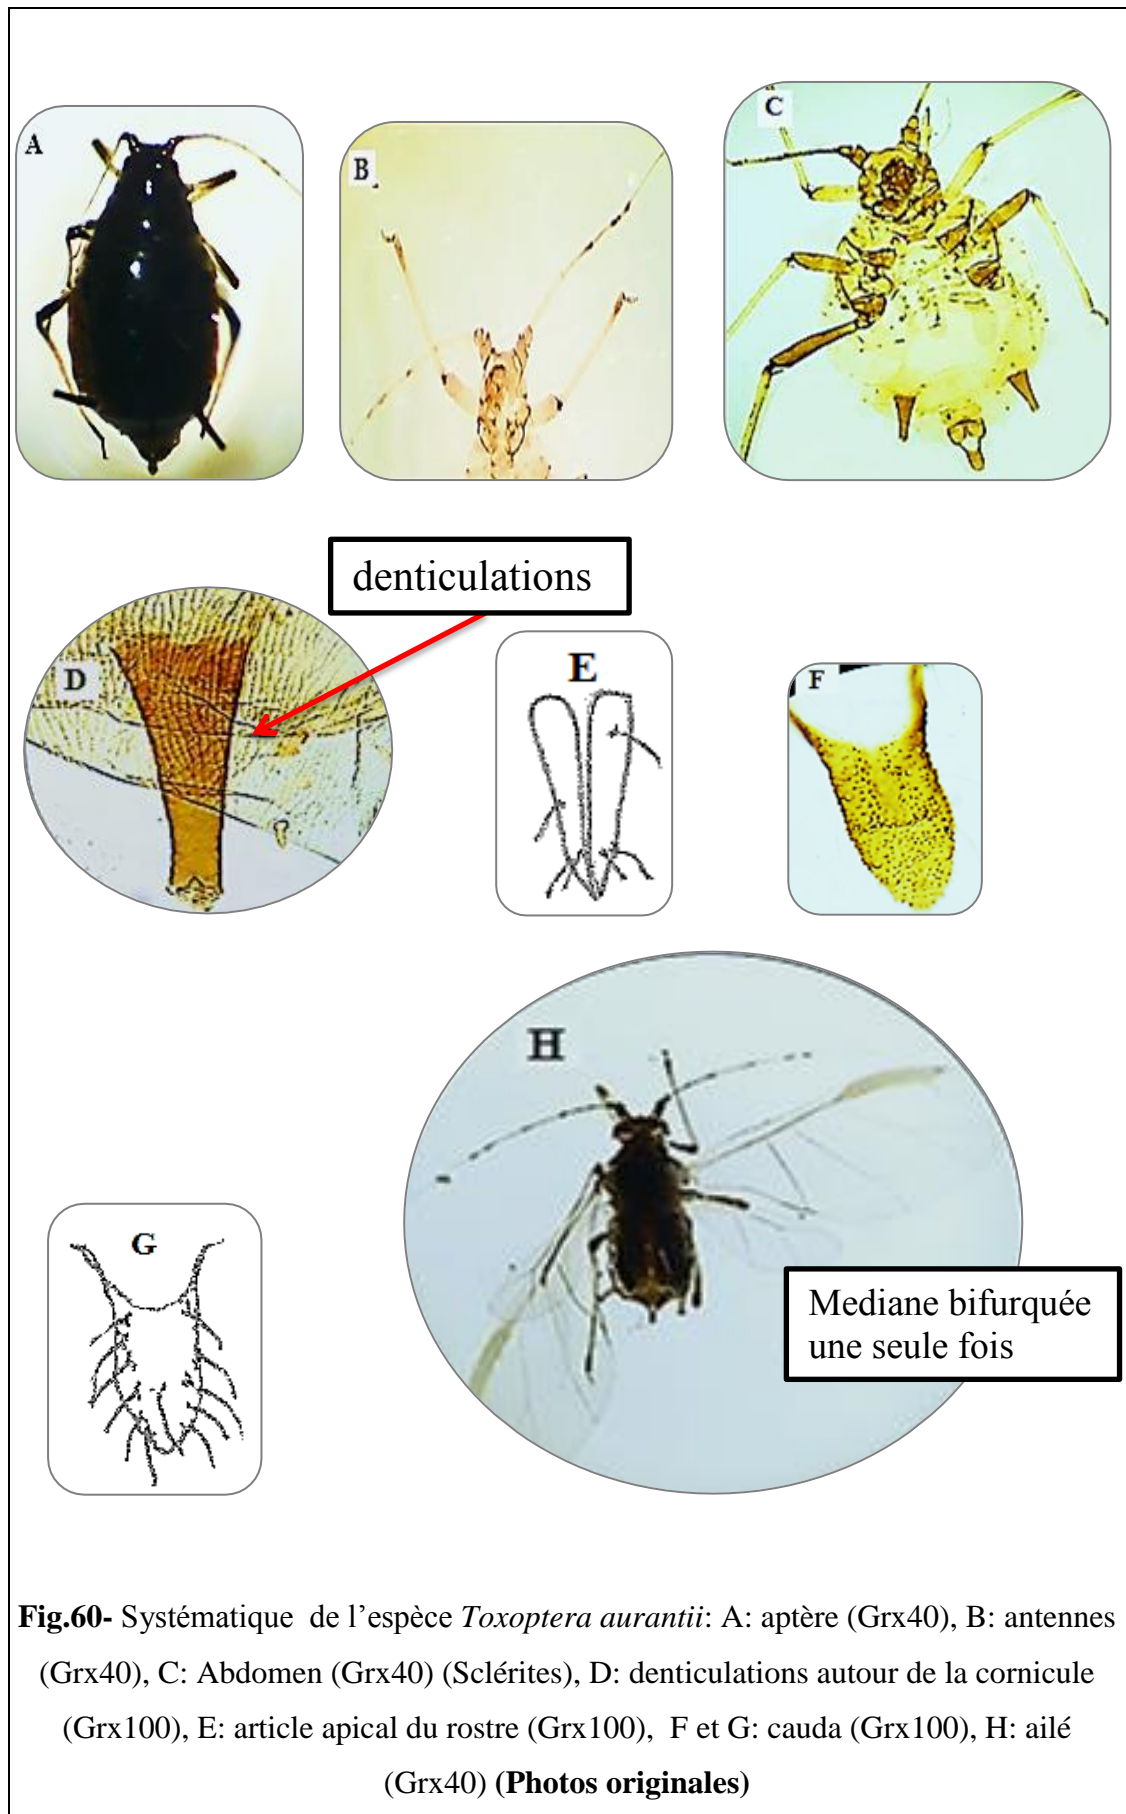 A
B
C
denticulations
D
E
F
H
G
Mediane bifurquée
une seule fois
Fig.60- Systématique de l’espèce Toxoptera aurantii: A: aptère (Grx40), B: antennes
(Grx40), C: Abdomen (Grx40) (Sclérites), D: denticulations autour de la cornicule
(Grx100), E: article apical du rostre (Grx100), F et G: cauda (Grx100), H: ailé
(Grx40) (Photos originales)